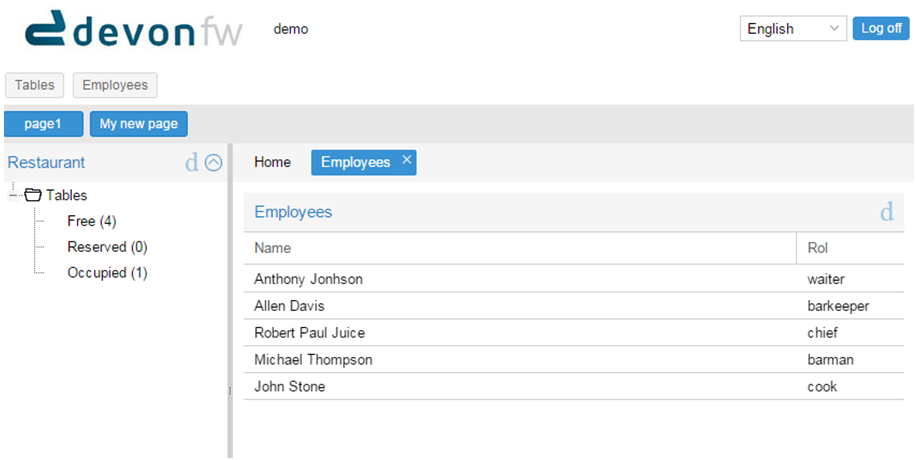 devonfw demo English Log off
Tables Employees
page1 My new page
Restaurant d
Tables
Free (4)
Reserved (0)
Occupied (1)
Home Employees
Employees d
Name Rol
Anthony Jonhson waiter
Allen Davis barkeeper
Robert Paul Juice chief
Michael Thompson barman
John Stone cook